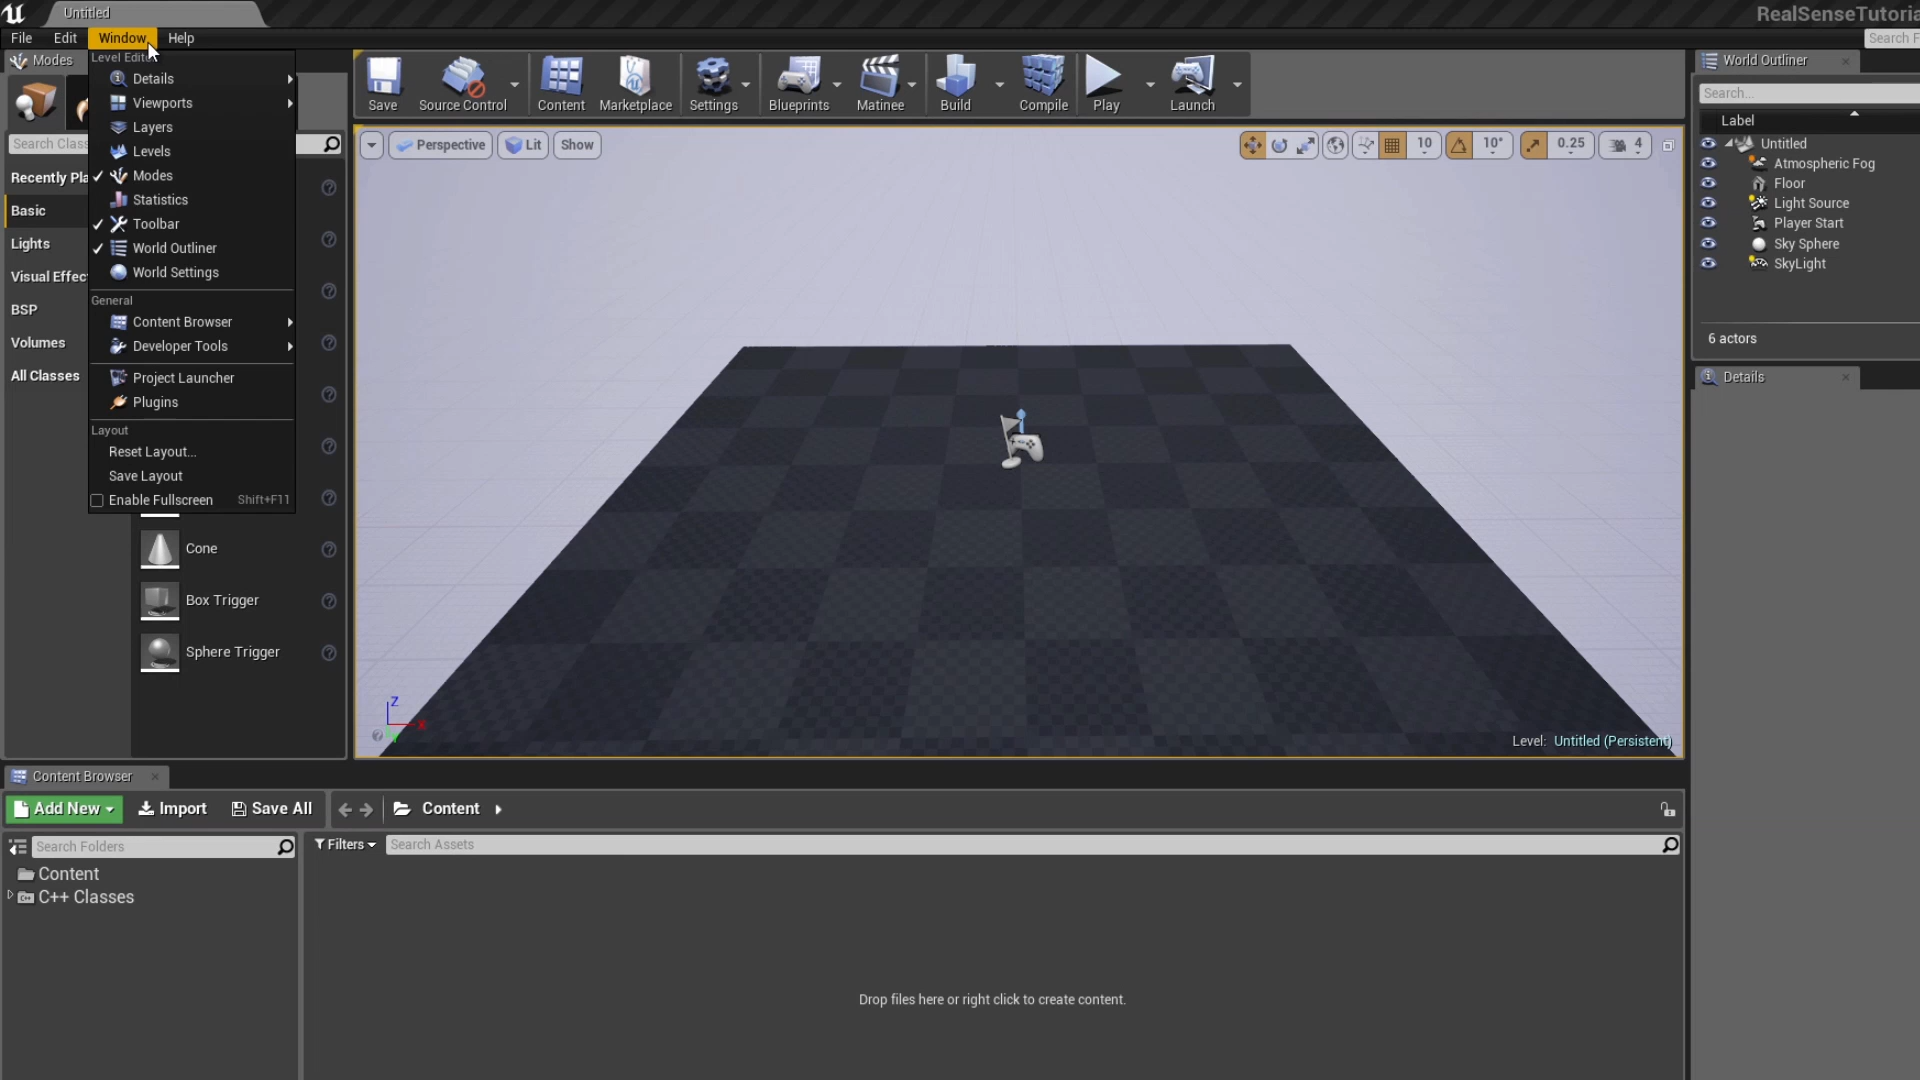 Untitled
RealSenseTutoria
File Edit Window Help
Search F
Modes
Level Edit
Details
Viewports
Layers
Levels
Modes
Statistics
Toolbar
World Outliner
World Settings
General
Content Browser
Developer Tools
Project Launcher
Plugins
Layout
Reset Layout...
Save Layout
Enable Fullscreen Shift+F11
Search Clas
Recently Pla
Basic
Lights
Visual Effec
BSP
Volumes
All Classes
Cone
Box Trigger
Sphere Trigger
Save Source Control Content Marketplace Settings Blueprints Matinee Build Compile Play Launch
Perspective Lit Show 10 10° 0.25 4
Z
X
Y
Level: Untitled (Persistent)
World Outliner
Search...
Label
Untitled
Atmospheric Fog
Floor
Light Source
Player Start
Sky Sphere
SkyLight
6 actors
Details
Content Browser
Add New Import Save All Content
Search Folders
Filters Search Assets
Content
C++ Classes
Drop files here or right click to create content.